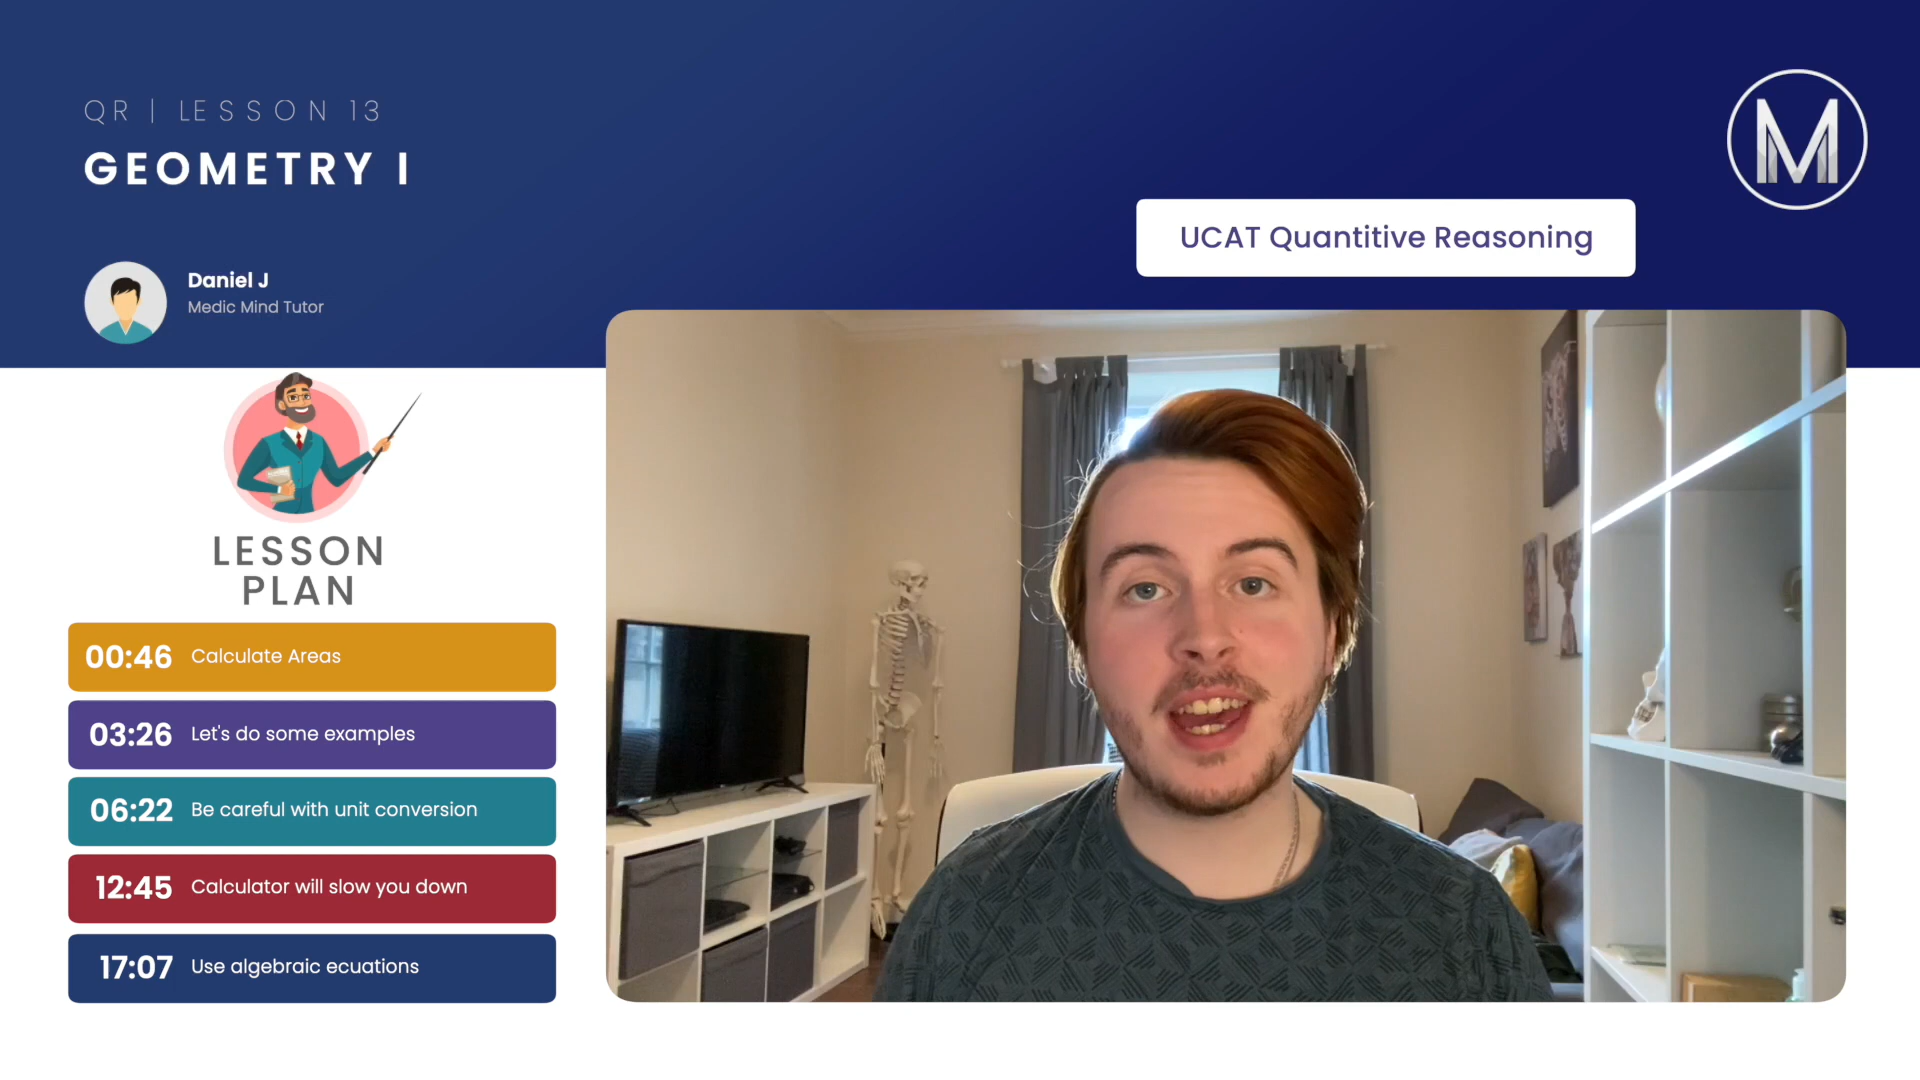 QR | LESSON 13
GEOMETRY I
UCAT Quantitive Reasoning
Daniel J
Medic Mind Tutor
LESSON
PLAN
00:46 Calculate Areas
03:26 Let's do some examples
06:22 Be careful with unit conversion
12:45 Calculator will slow you down
17:07 Use algebraic ecuations
M